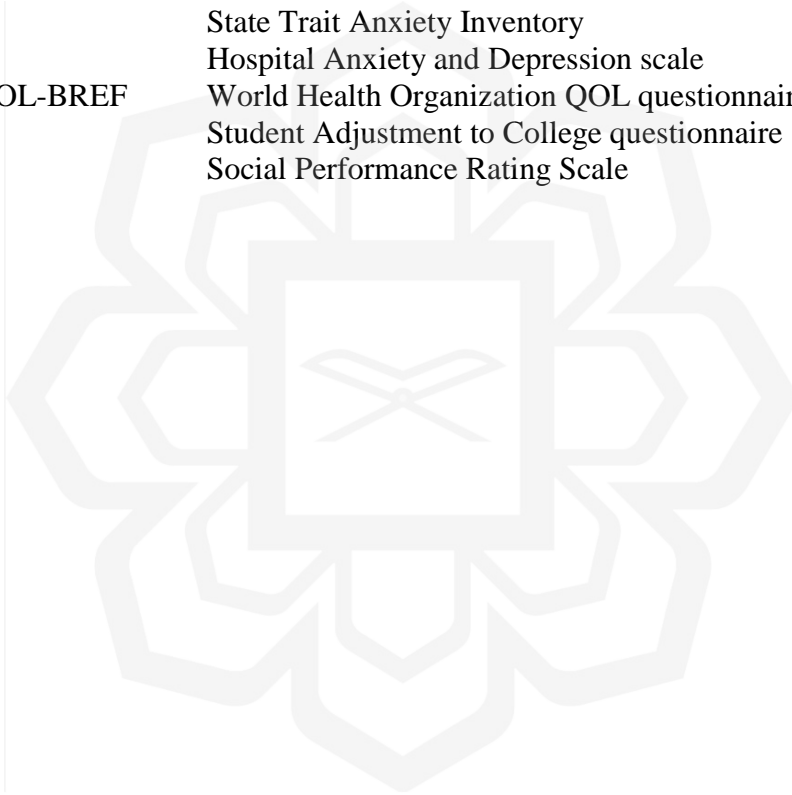 State Trait Anxiety Inventory
Hospital Anxiety and Depression scale
OL-BREF World Health Organization QOL questionnair
Student Adjustment to College questionnaire
Social Performance Rating Scale